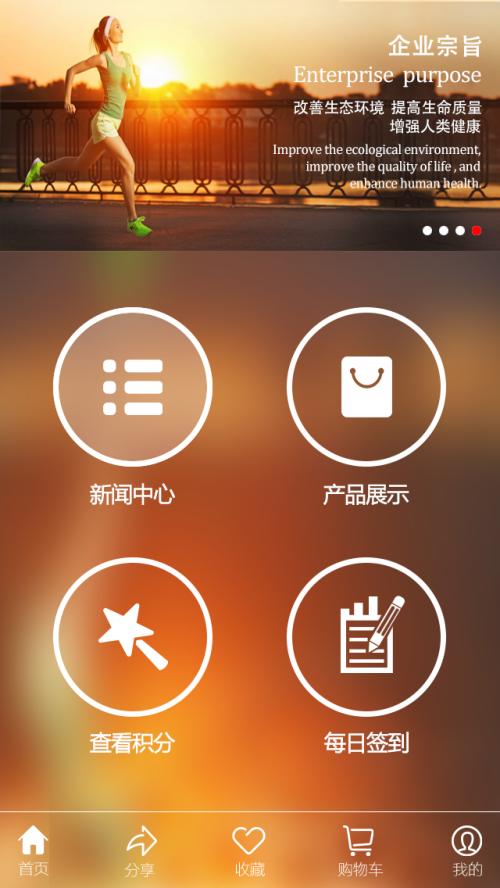 企业宗旨
Enterprise purpose
改善生态环境 提高生命质量
增强人类健康
Improve the ecological environment,
improve the quality of life , and
enhance human health.
新闻中心
产品展示
查看积分
每日签到
首页
分享
收藏
购物车
我的